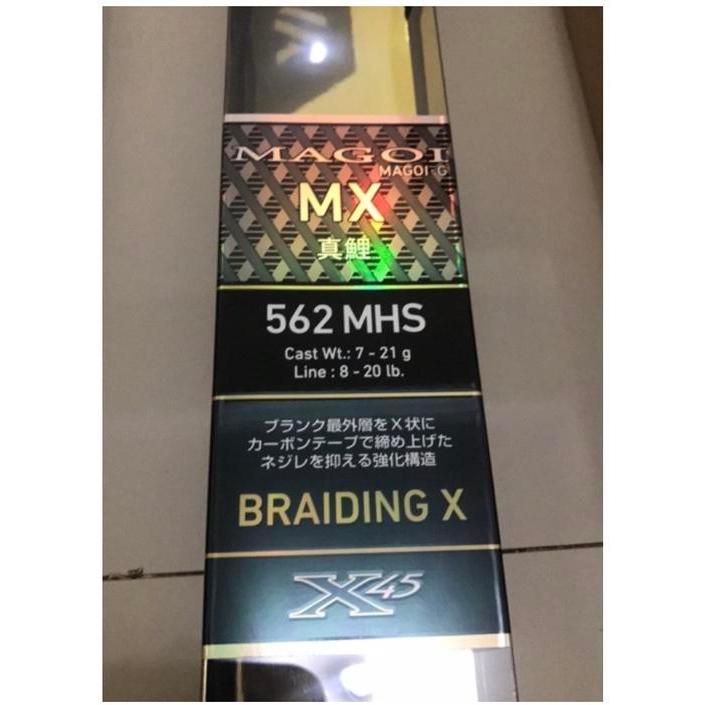 MAGOI
MAGOI-G
MX
真鯉
562 MHS
Cast Wt.: 7 - 21 g
Line : 8 - 20 lb.
ブランク最外層をX状に
カーボンテープで締め上げた
ネジレを抑える強化構造
BRAIDING X
X45